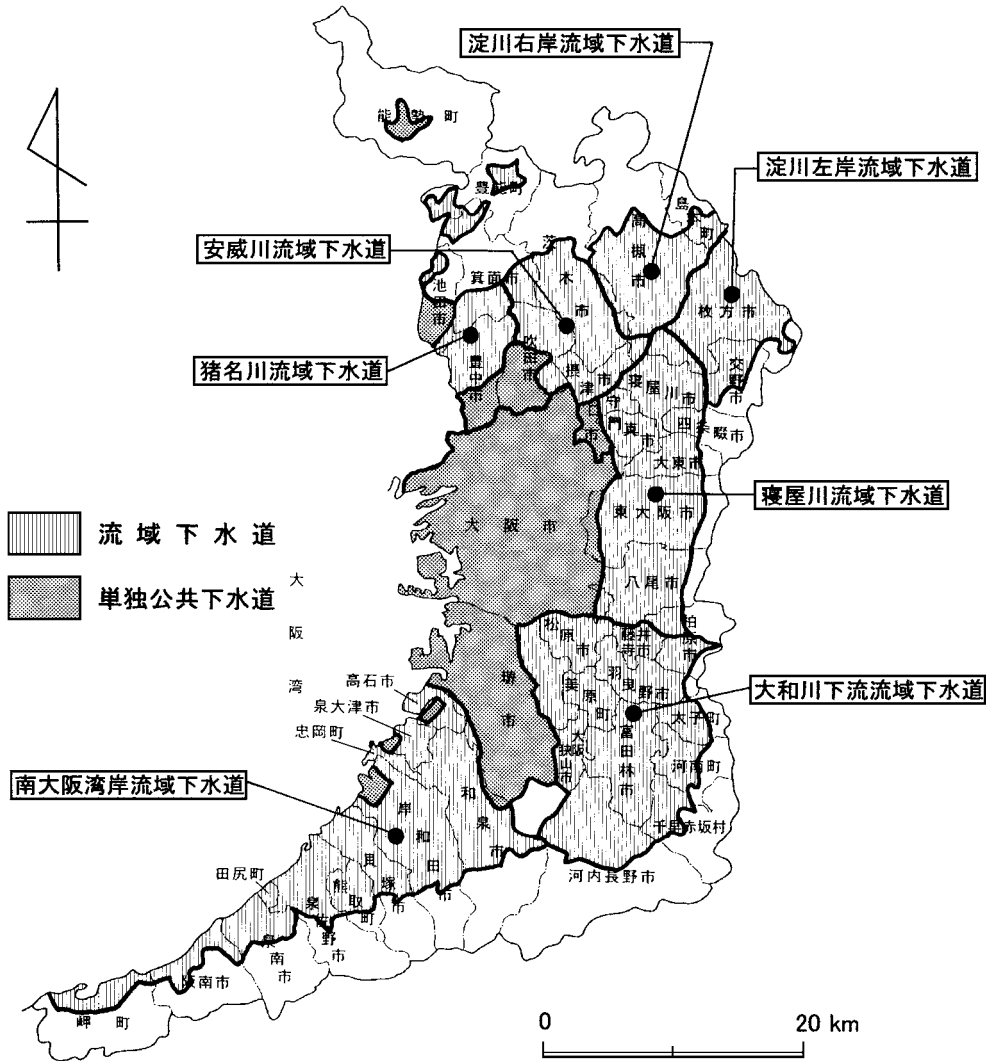 淀川右岸流域下水道
能勢町
淀川左岸流域下水道
豊能町
島本町
高槻市
安威川流域下水道
茨木市
箕面市
池田市
枚方市
吹田市
猪名川流域下水道
豊中市
摂津市
寝屋川市
交野市
守口市
門真市
四条畷市
大東市
大阪市
東大阪市
寝屋川流域下水道
流域下水道
八尾市
単独公共下水道
大阪湾
柏原市
松原市
藤井寺市
羽曳野市
高石市
堺市
美原町
大和川下流流域下水道
泉大津市
太子町
忠岡町
大阪狭山市
富田林市
河南町
南大阪湾岸流域下水道
和泉市
岸和田市
千早赤坂村
貝塚市
田尻町
熊取町
河内長野市
泉佐野市
泉南市
阪南市
岬町
0 20 km